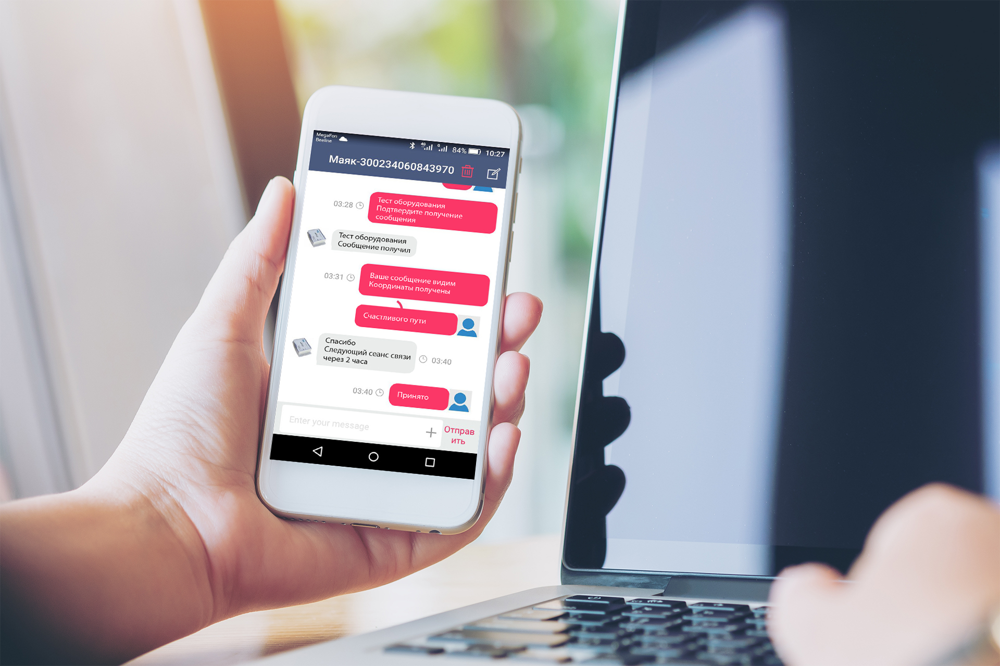 MegaFon
Beeline
4G G 84% 10:27
Маяк-300234060843970
03:28
Тест оборудования
Подтвердите получение
сообщения
Тест оборудования
Сообщение получил
03:31
Ваше сообщение видим
Координаты получены
Счастливого пути
Спасибо
Следующий сеанс связи
через 2 часа
03:40
03:40
Принято
Enter your message
+
Отправ
ить